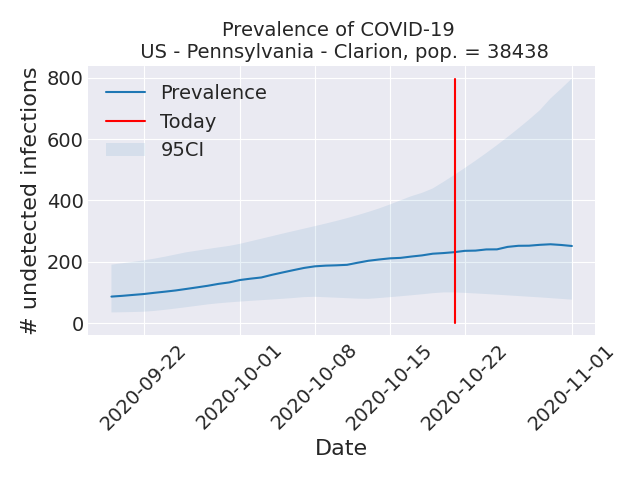 Prevalence of COVID-19
US - Pennsylvania - Clarion, pop. = 38438
# undetected infections
800
600
400
200
0
Prevalence
Today
95CI
2020-09-22
2020-10-01
2020-10-08
2020-10-15
2020-10-22
2020-11-01
Date